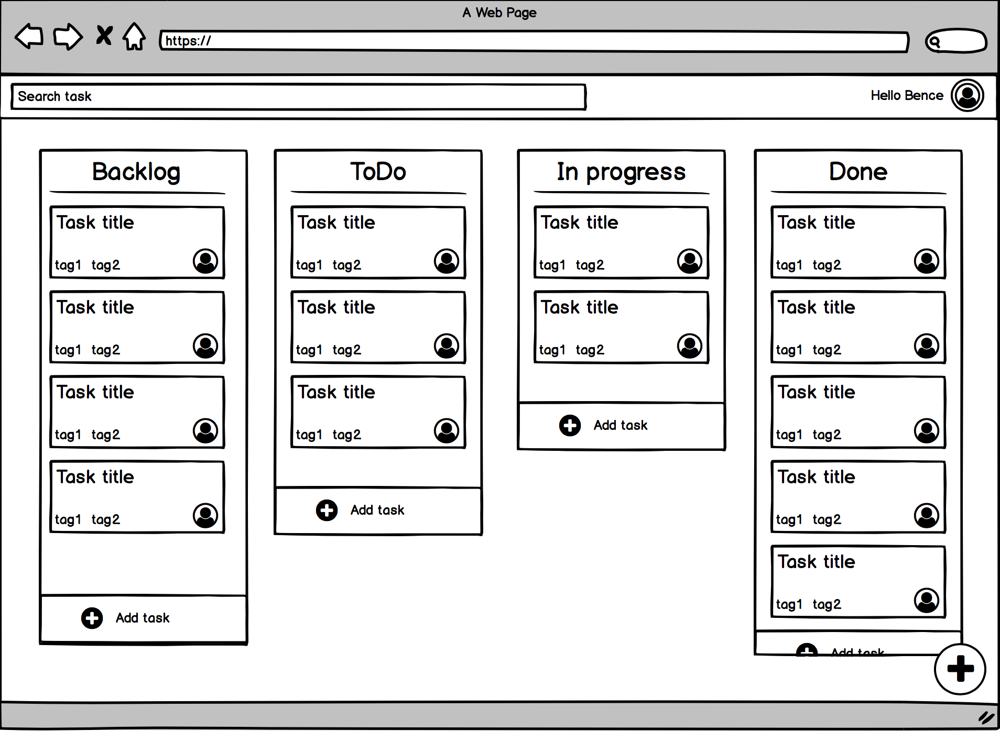 A Web Page
https://
Search task
Hello Bence
Backlog
Task title
tag1 tag2
Task title
tag1 tag2
Task title
tag1 tag2
Task title
tag1 tag2
Add task
ToDo
Task title
tag1 tag2
Task title
tag1 tag2
Task title
tag1 tag2
Add task
In progress
Task title
tag1 tag2
Task title
tag1 tag2
Add task
Done
Task title
tag1 tag2
Task title
tag1 tag2
Task title
tag1 tag2
Task title
tag1 tag2
Task title
tag1 tag2
Add task